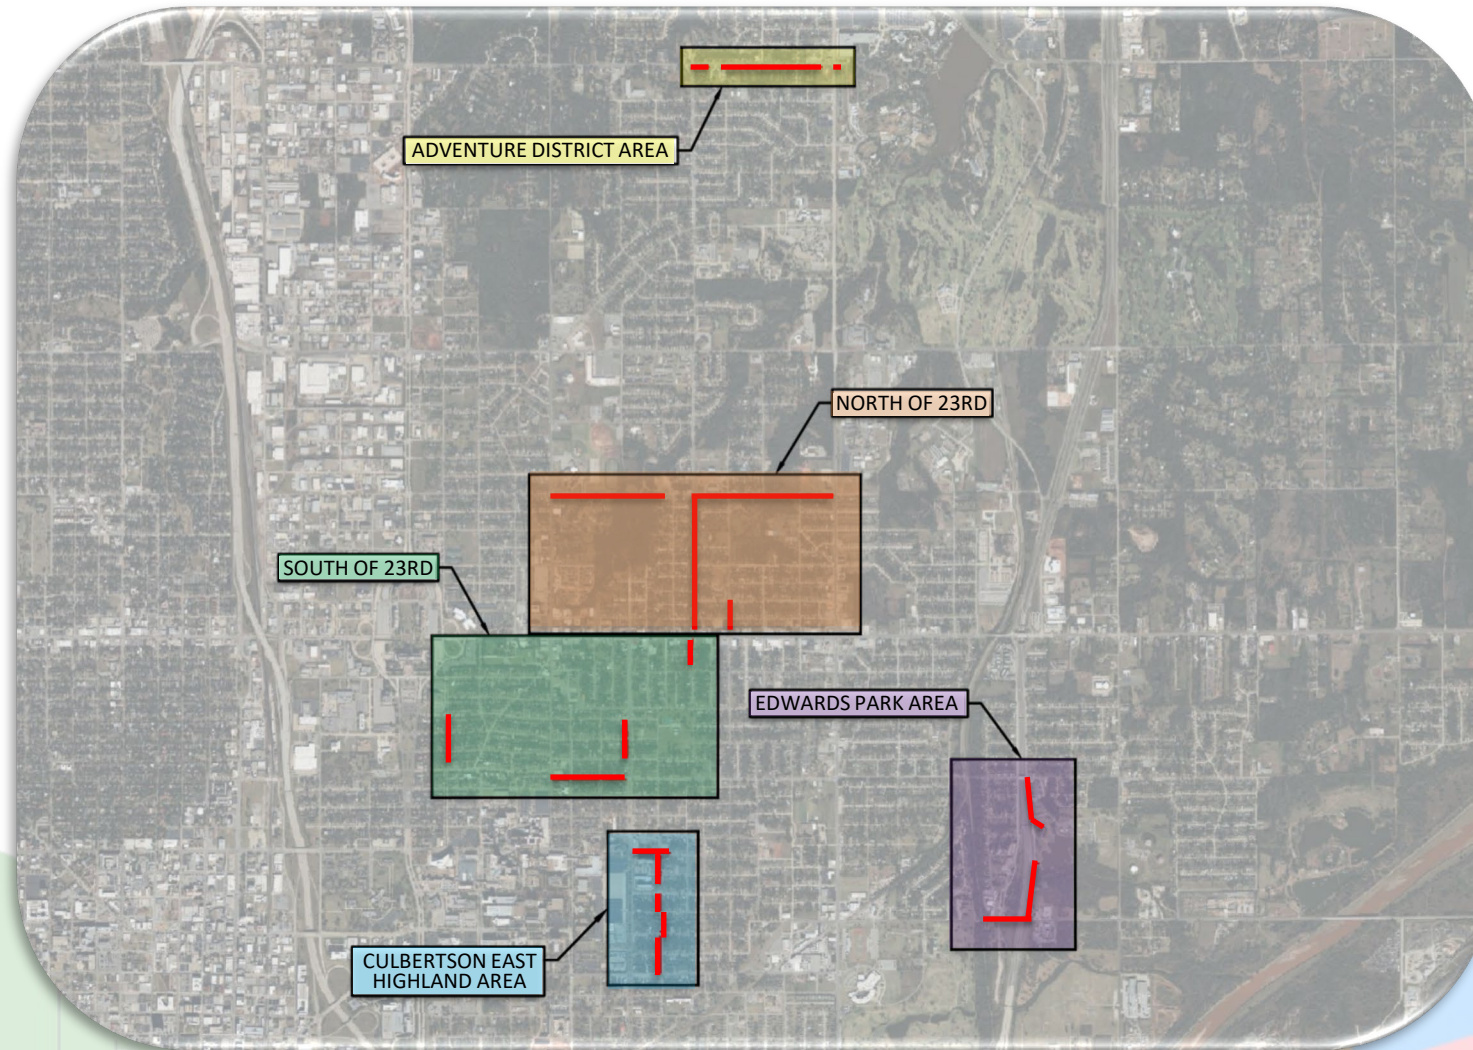 ADVENTURE DISTRICT AREA
NORTH OF 23RD
SOUTH OF 23RD
EDWARDS PARK AREA
CULBERTSON EAST
HIGHLAND AREA